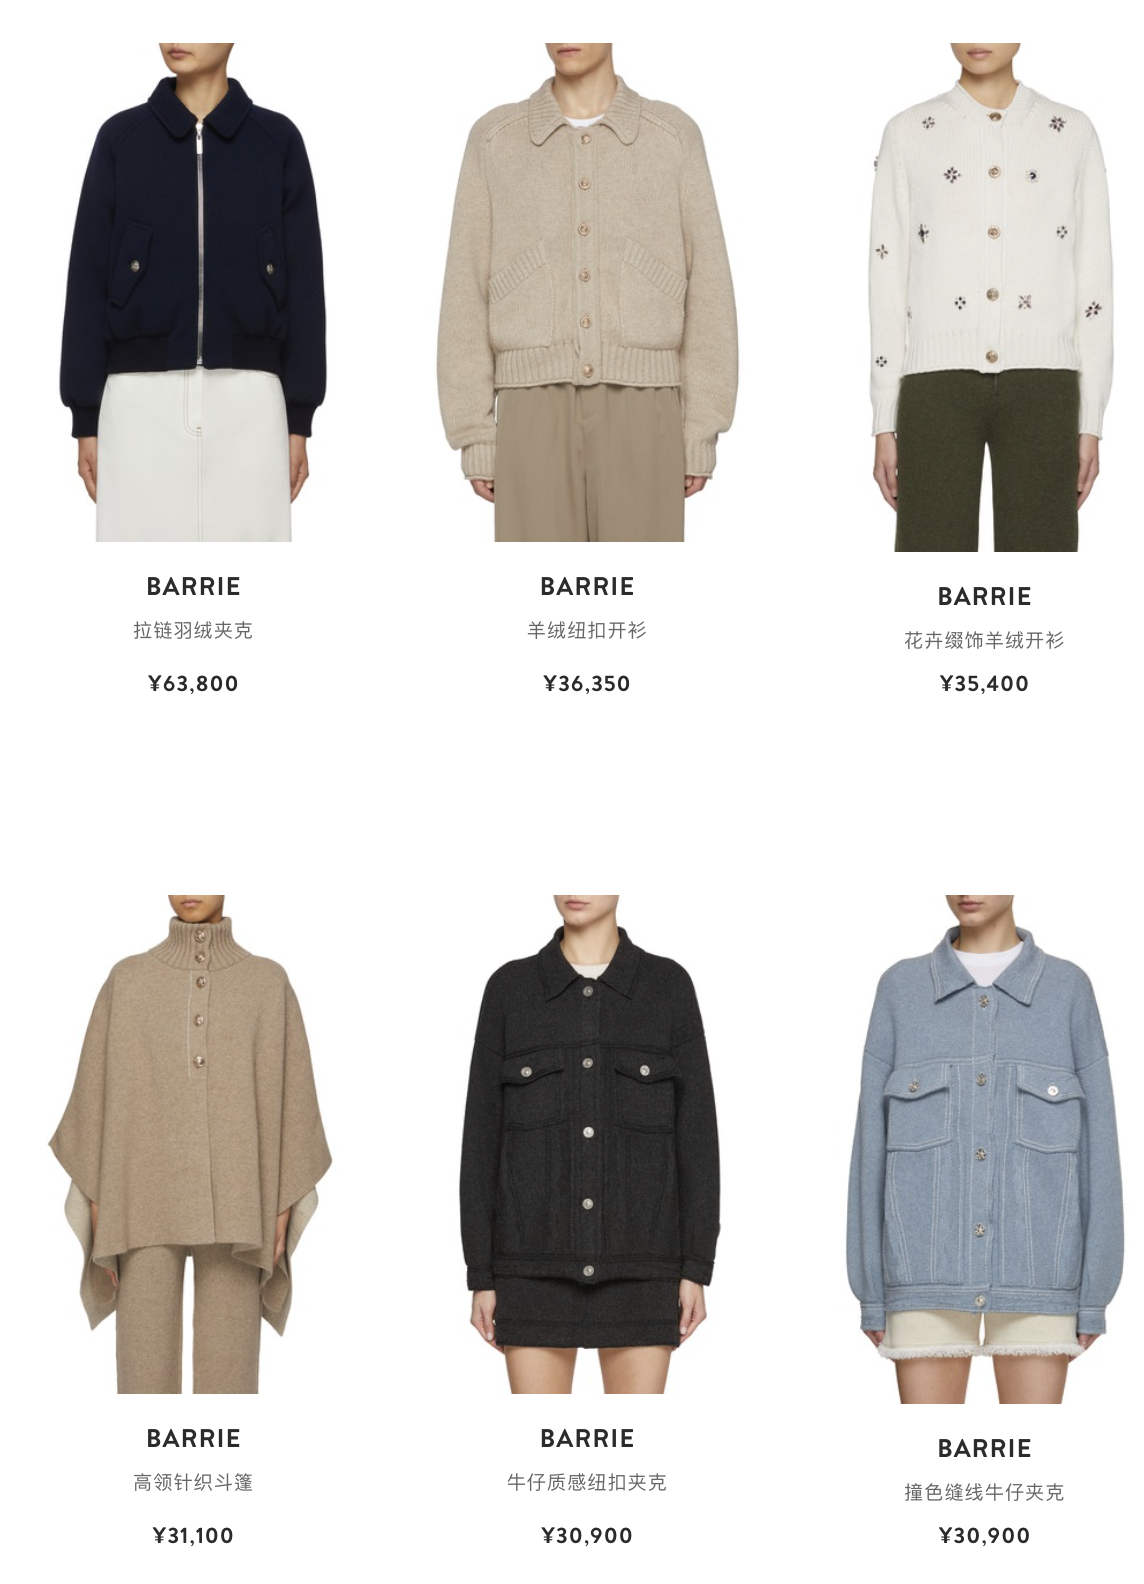 BARRIE
拉链羽绒夹克
¥63,800
BARRIE
羊绒纽扣开衫
¥36,350
BARRIE
花卉缀饰羊绒开衫
¥35,400
BARRIE
高领针织斗篷
¥31,100
BARRIE
牛仔质感纽扣夹克
¥30,900
BARRIE
撞色缝线牛仔夹克
¥30,900